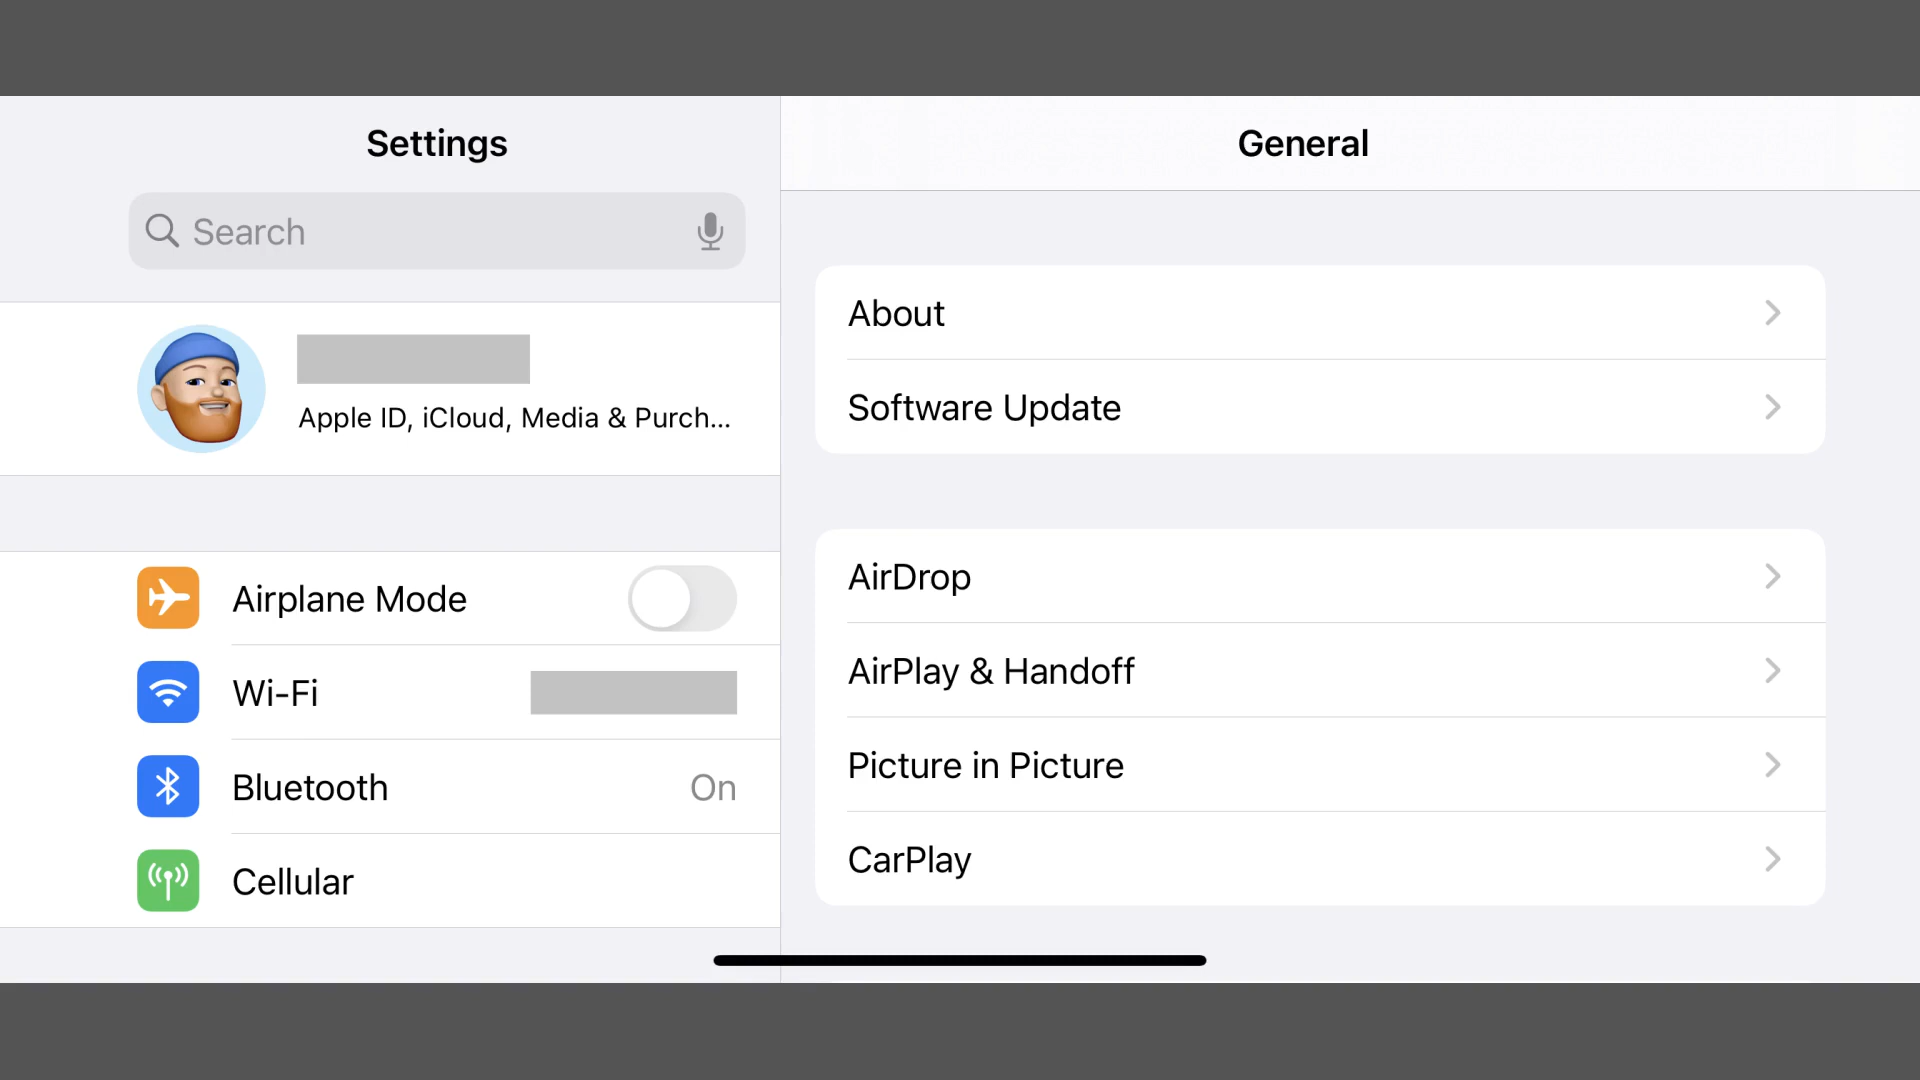 Settings
Search
Apple ID, iCloud, Media & Purch...
Airplane Mode
Wi-Fi
Bluetooth On
Cellular
General
About
Software Update
AirDrop
AirPlay & Handoff
Picture in Picture
CarPlay